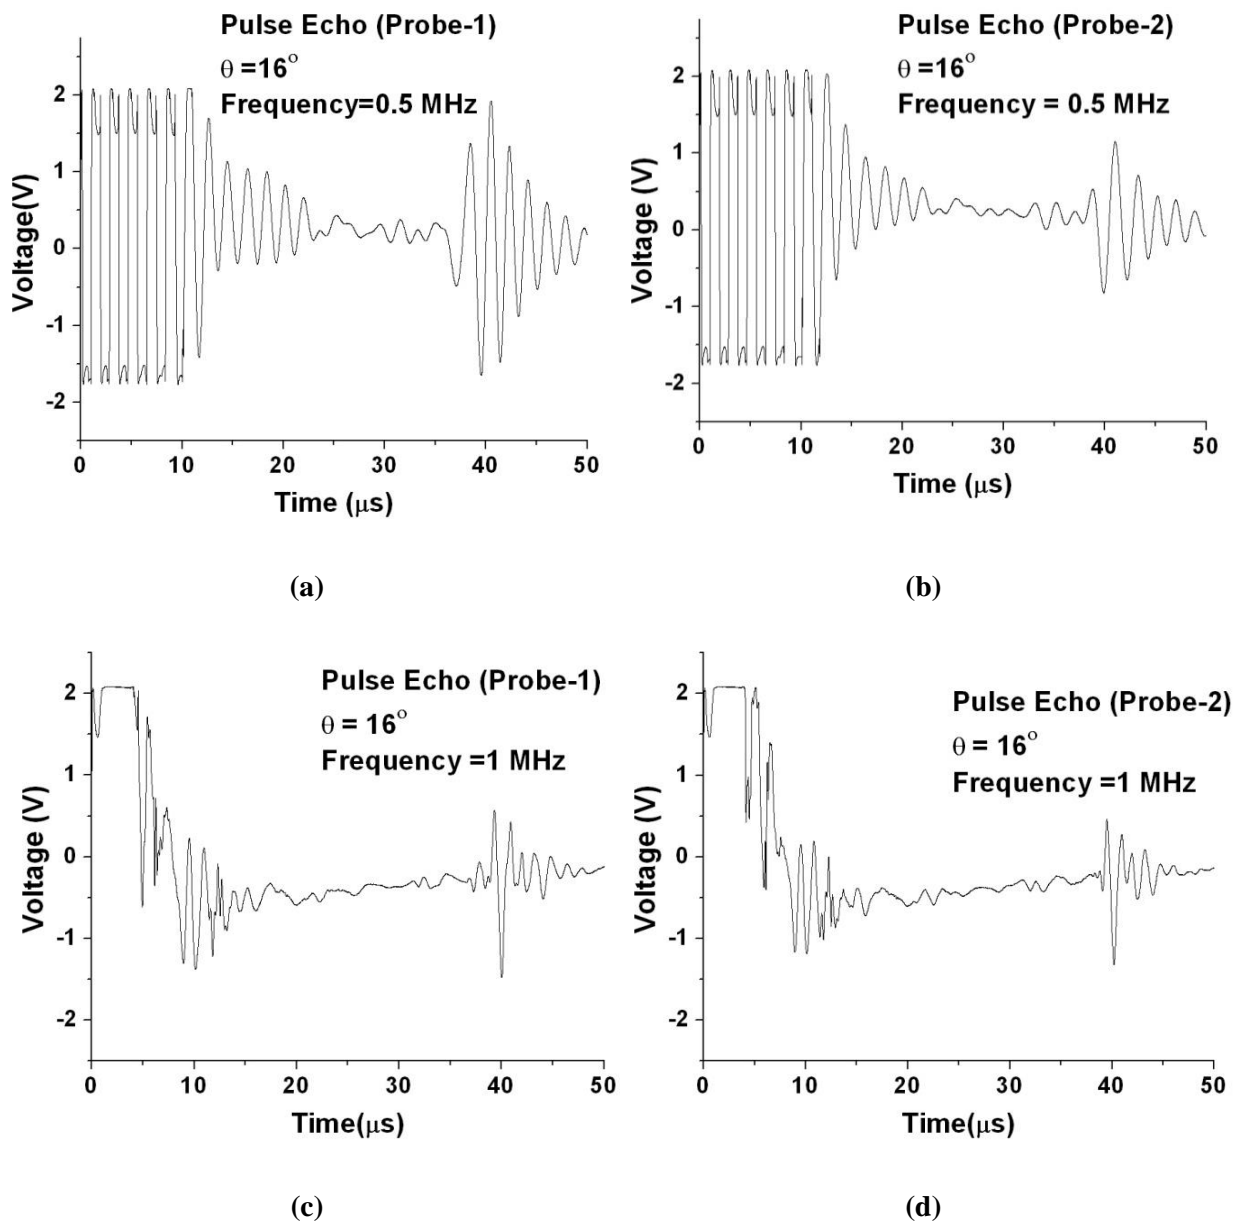 Pulse Echo (Probe-1)
θ =16°
Frequency=0.5 MHz
2
1
0
-1
-2
Voltage(V)
0 10 20 30 40 50
Time (μs)
(a)
Pulse Echo (Probe-2)
θ =16°
Frequency = 0.5 MHz
2
1
0
-1
-2
Voltage (V)
0 10 20 30 40 50
Time (μs)
(b)
Pulse Echo (Probe-1)
θ = 16°
Frequency =1 MHz
2
1
0
-1
-2
Voltage (V)
0 10 20 30 40 50
Time(μs)
(c)
Pulse Echo (Probe-2)
θ = 16°
Frequency =1 MHz
2
1
0
-1
-2
Voltage (V)
0 10 20 30 40 50
Time(μs)
(d)